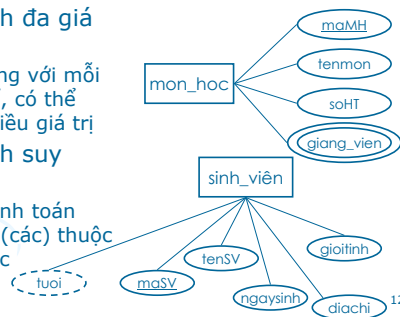 h đa giá
ng với mỗi
, có thể
iều giá trị
h suy
nh toán
(các) thuộc
c
mon_hoc
maMH
tenmon
soHT
giang_vien
sinh_viên
tuoi
maSV
tenSV
ngaysinh
diachi
gioitinh
12